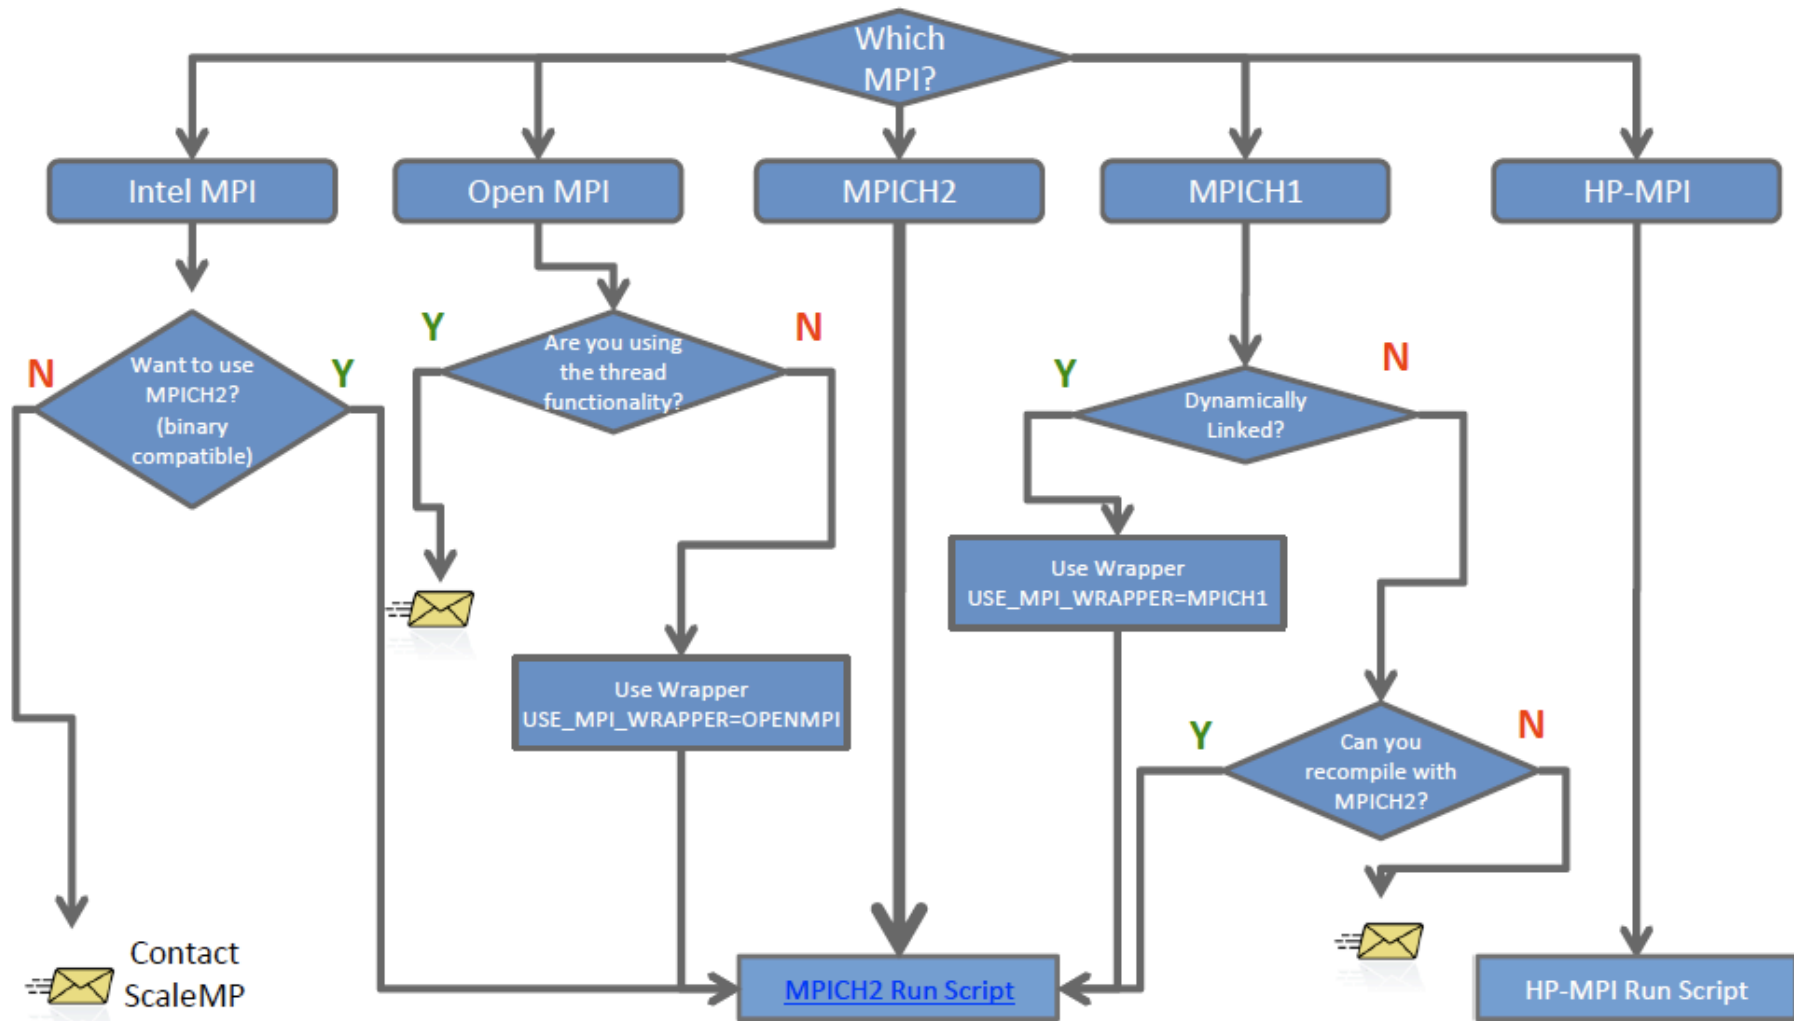 Which
MPI?
Intel MPI
Open MPI
MPICH2
MPICH1
HP-MPI
N
Want to use
MPICH2?
(binary
compatible)
Y
Y
Are you using
the thread
functionality?
N
Y
Dynamically
Linked?
N
Use Wrapper
USE_MPI_WRAPPER=MPICH1
Use Wrapper
USE_MPI_WRAPPER=OPENMPI
Y
Can you
recompile with
MPICH2?
N
Contact
ScaleMP
MPICH2 Run Script
HP-MPI Run Script